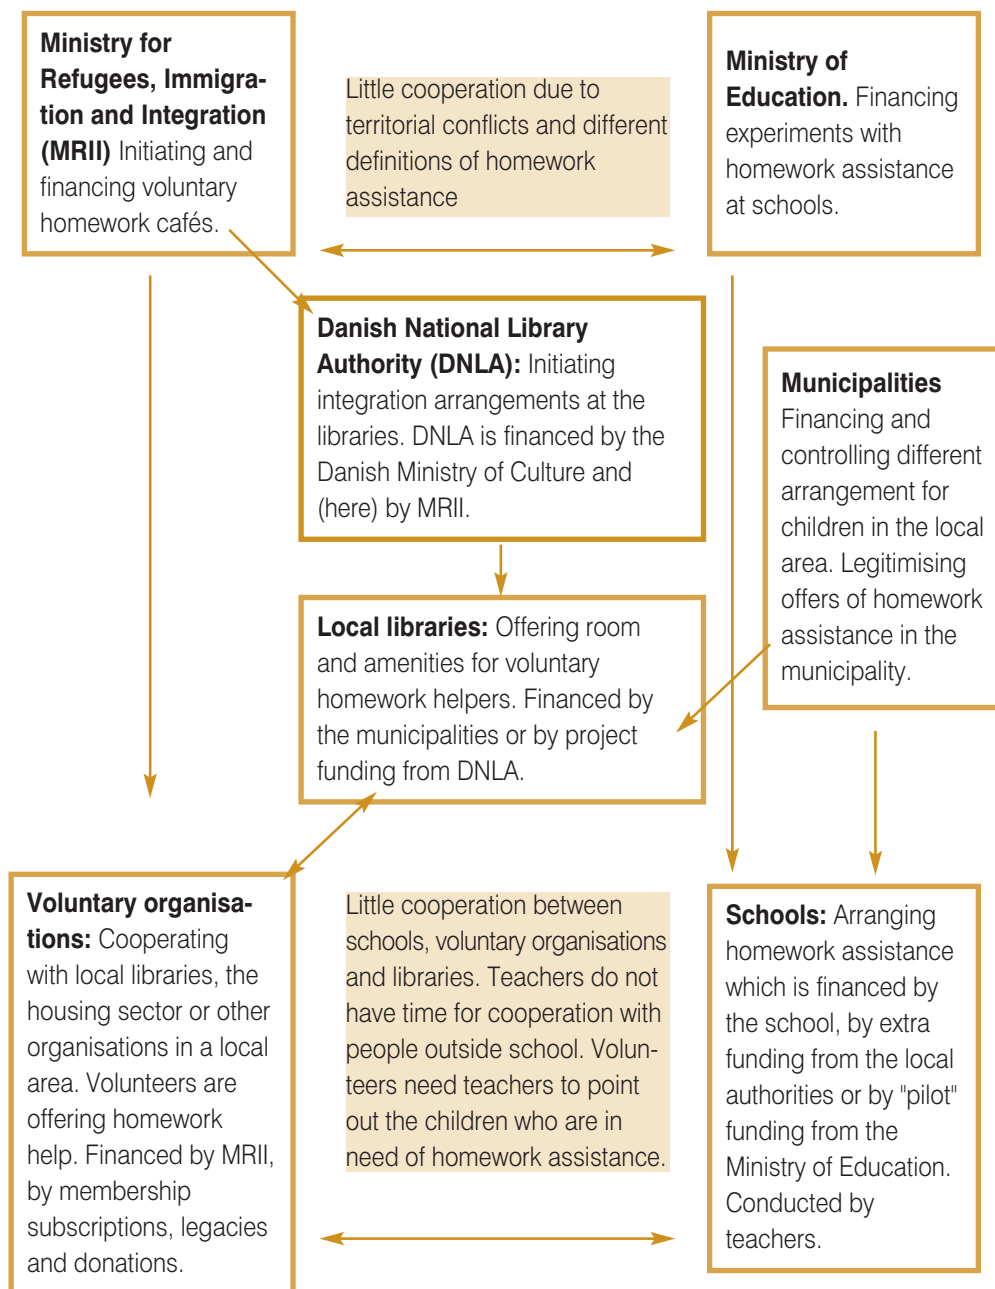 Ministry for
Refugees, Immigra-
tion and Integration
(MRII) Initiating and
financing voluntary
homework cafés.
Little cooperation due to
territorial conflicts and different
definitions of homework
assistance
Ministry of
Education. Financing
experiments with
homework assistance
at schools.
Danish National Library
Authority (DNLA): Initiating
integration arrangements at the
libraries. DNLA is financed by the
Danish Ministry of Culture and
(here) by MRII.
Municipalities
Financing and
controlling different
arrangement for
children in the local
area. Legitimising
offers of homework
assistance in the
municipality.
Local libraries: Offering room
and amenities for voluntary
homework helpers. Financed by
the municipalities or by project
funding from DNLA.
Voluntary organisa-
tions: Cooperating
with local libraries, the
housing sector or other
organisations in a local
area. Volunteers are
offering homework
help. Financed by MRII,
by membership
subscriptions, legacies
and donations.
Little cooperation between
schools, voluntary organisations
and libraries. Teachers do not
have time for cooperation with
people outside school. Volun-
teers need teachers to point
out the children who are in
need of homework assistance.
Schools: Arranging
homework assistance
which is financed by
the school, by extra
funding from the local
authorities or by "pilot"
funding from the
Ministry of Education.
Conducted by
teachers.